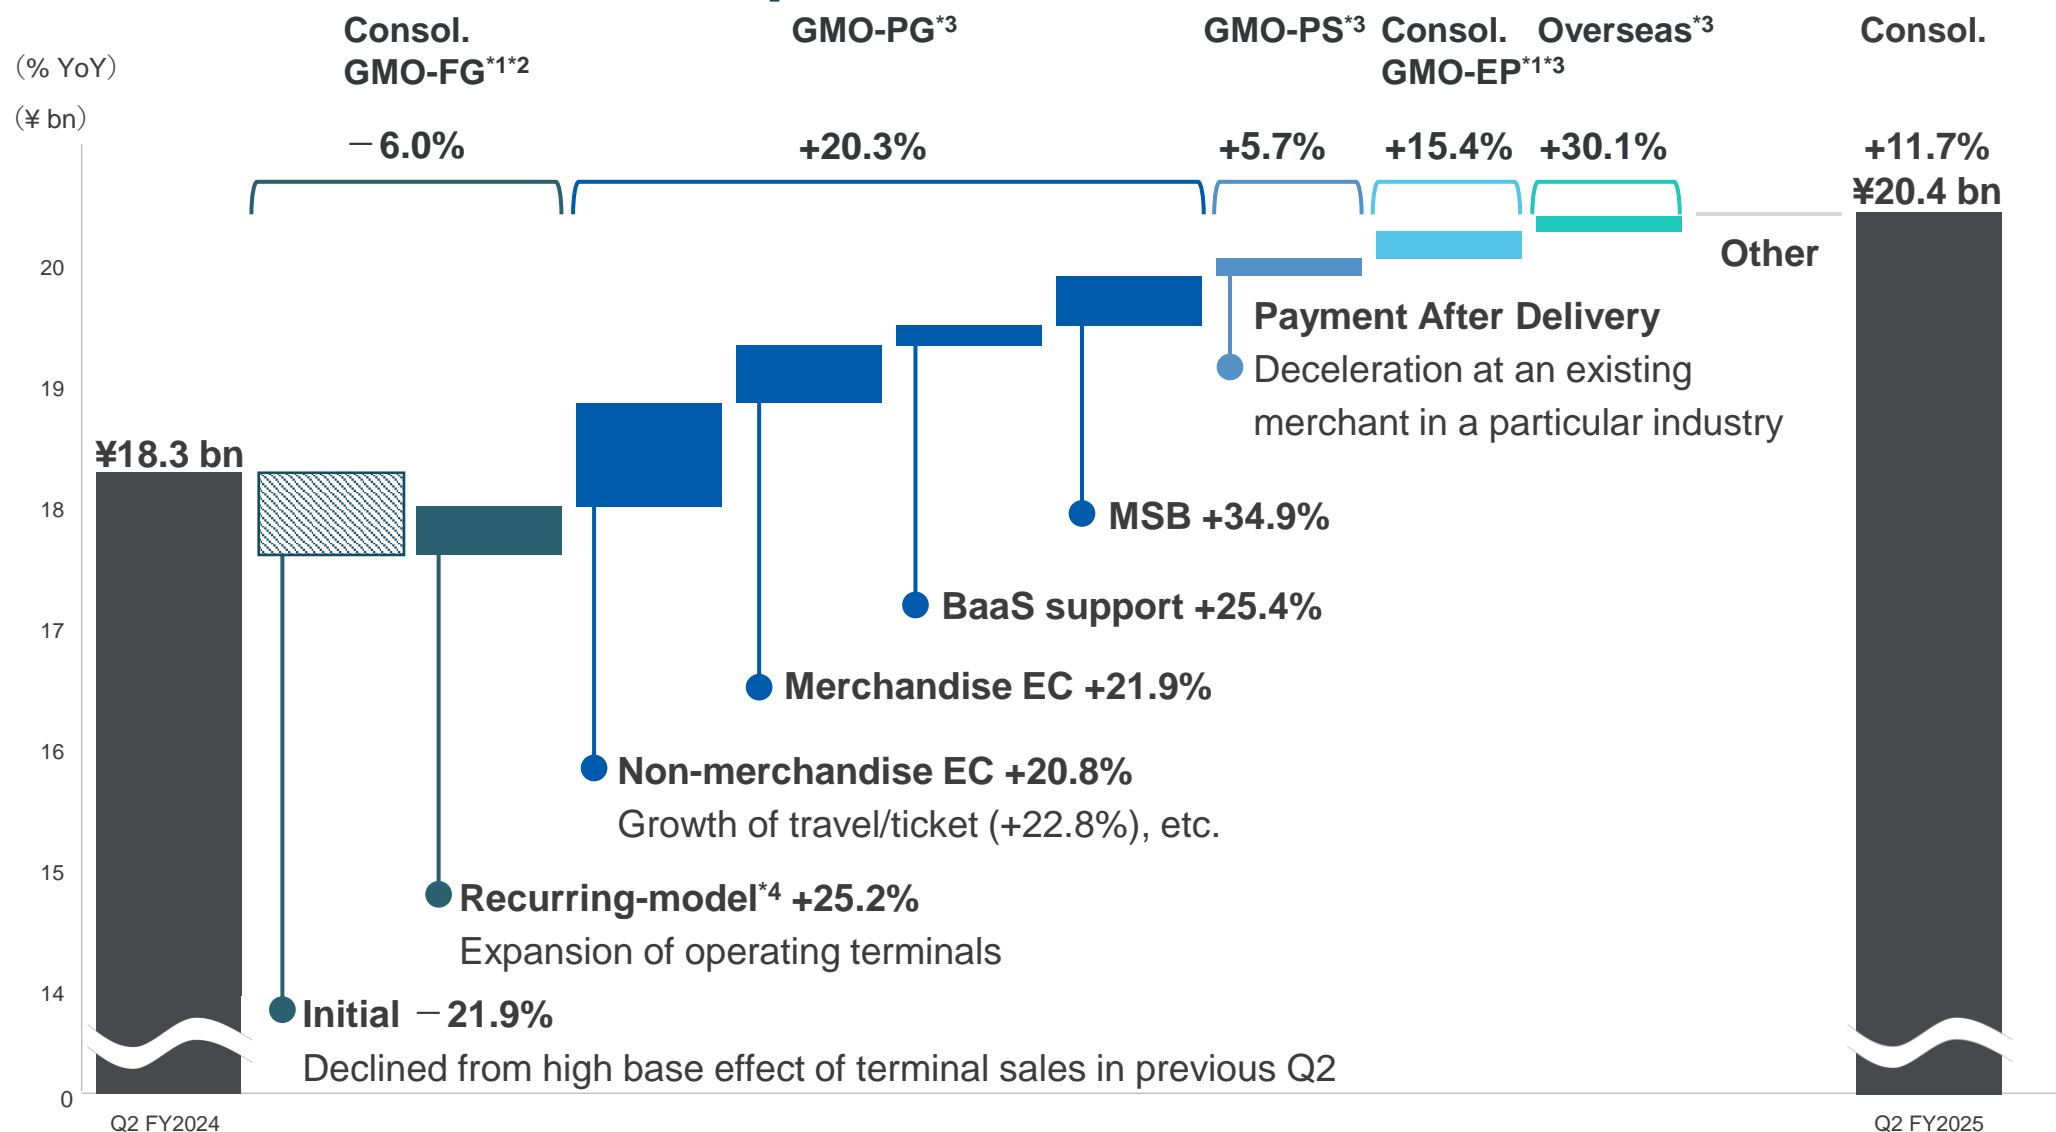 Consol.
GMO-FG*1*2
GMO-PG*3
GMO-PS*3
Consol.
GMO-EP*1*3
Overseas*3
Consol.
（% YoY）
（¥ bn）
－6.0%
+20.3%
+5.7%
+15.4%
+30.1%
+11.7%
¥20.4 bn
Other
20
19
18
17
16
15
14
0
¥18.3 bn
Payment After Delivery
Deceleration at an existing
merchant in a particular industry
MSB +34.9%
BaaS support +25.4%
Merchandise EC +21.9%
Non-merchandise EC +20.8%
Growth of travel/ticket (+22.8%), etc.
Recurring-model*4 +25.2%
Expansion of operating terminals
Initial －21.9%
Declined from high base effect of terminal sales in previous Q2
Q2 FY2024
Q2 FY2025